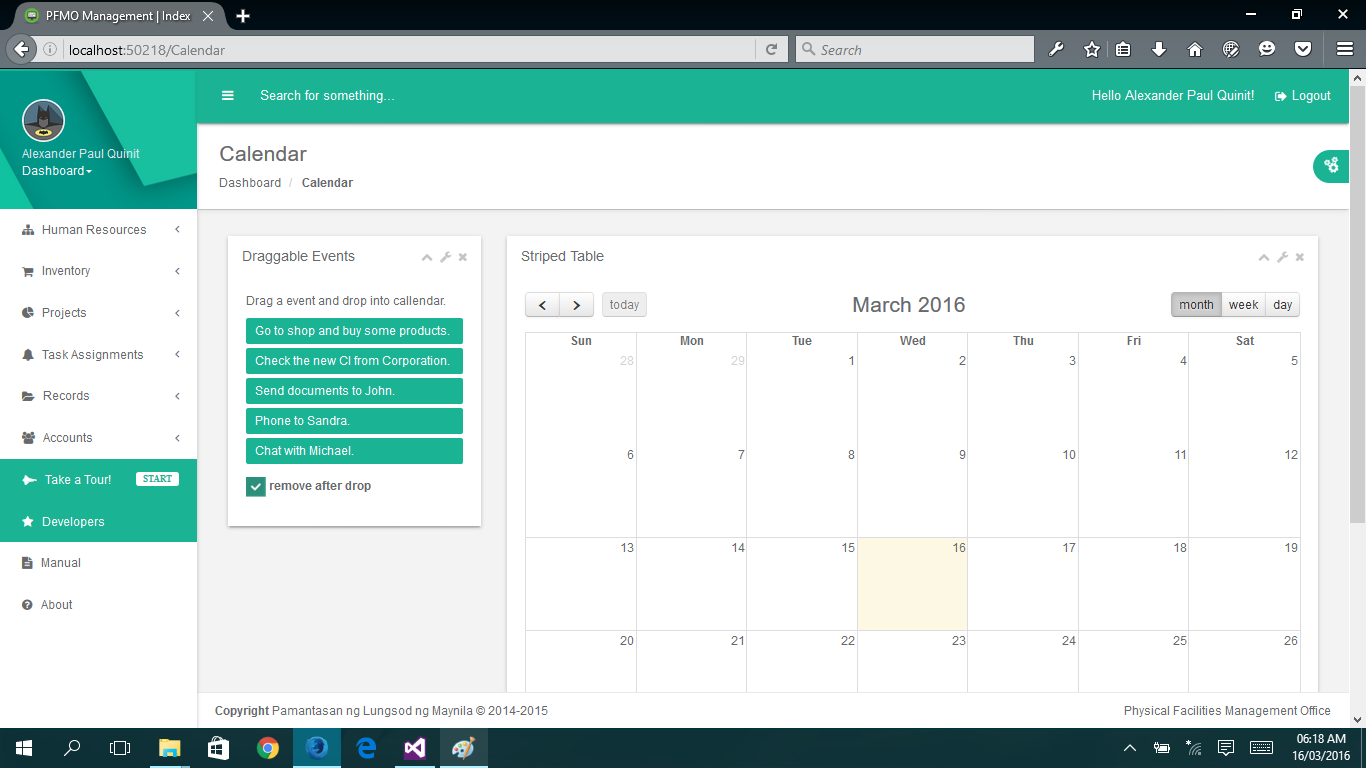 PFMO Management | Index
localhost:50218/Calendar
Search
Search for something...
Hello Alexander Paul Quinit!
Logout
Alexander Paul Quinit
Dashboard
Calendar
Dashboard / Calendar
Human Resources
Inventory
Projects
Task Assignments
Records
Accounts
Take a Tour! START
Developers
Manual
About
Draggable Events
Drag a event and drop into callendar.
Go to shop and buy some products.
Check the new CI from Corporation.
Send documents to John.
Phone to Sandra.
Chat with Michael.
remove after drop
Striped Table
today
March 2016
month week day
Sun Mon Tue Wed Thu Fri Sat
28 29 1 2 3 4 5
6 7 8 9 10 11 12
13 14 15 16 17 18 19
20 21 22 23 24 25 26
Copyright Pamantasan ng Lungsod ng Maynila © 2014-2015
Physical Facilities Management Office
06:18 AM
16/03/2016